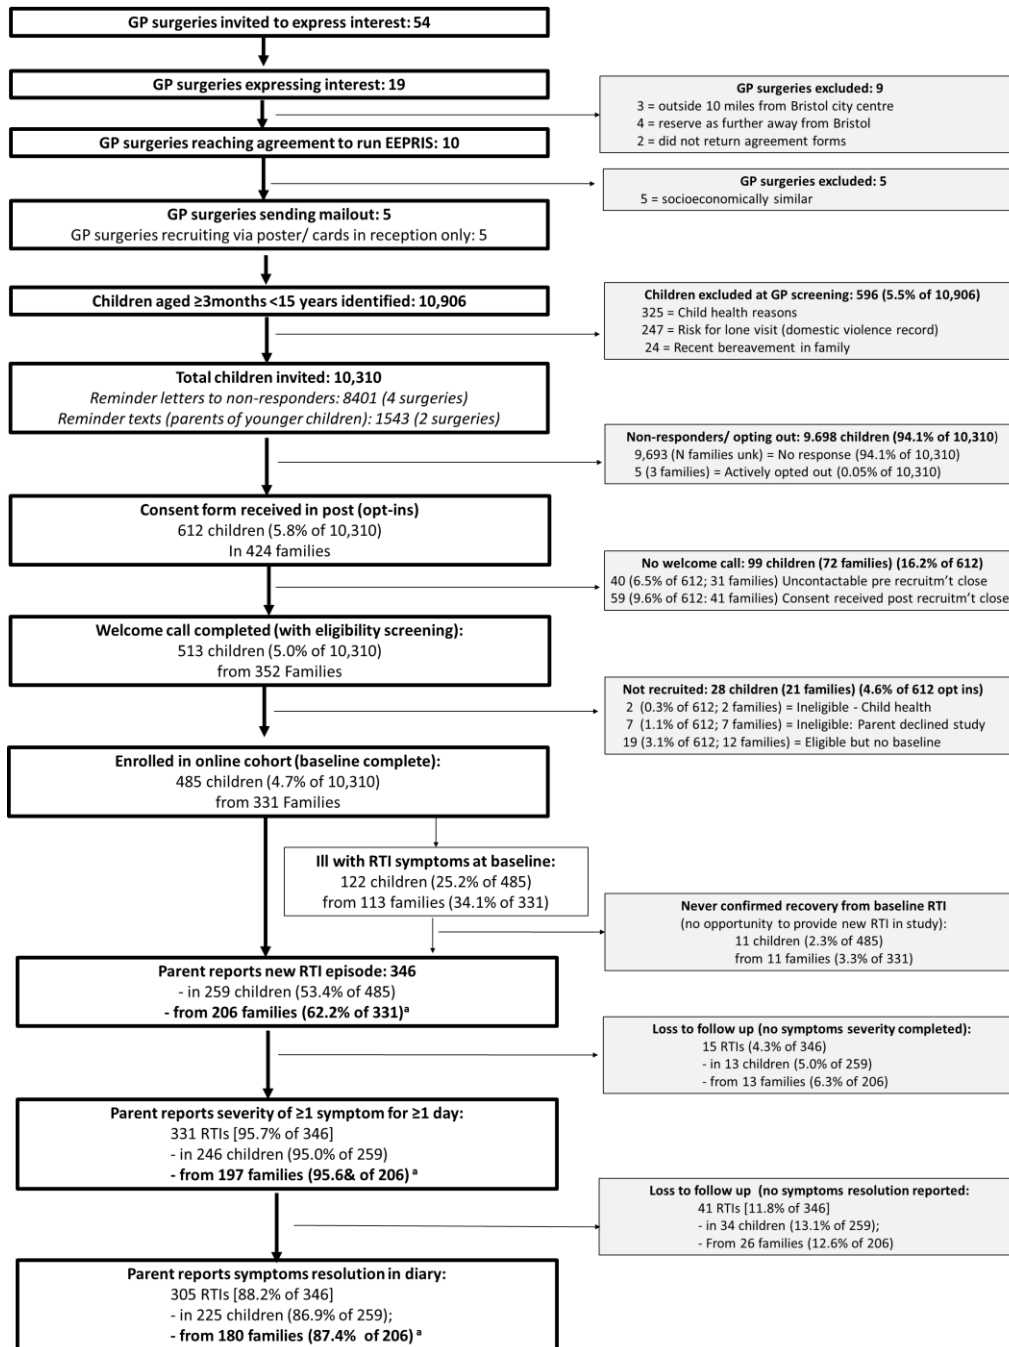 GP surgeries invited to express interest: 54
GP surgeries expressing interest: 19
GP surgeries excluded: 9
3 = outside 10 miles from Bristol city centre
4 = reserve as further away from Bristol
2 = did not return agreement forms
GP surgeries reaching agreement to run EEPRIS: 10
GP surgeries excluded: 5
5 = socioeconomically similar
GP surgeries sending mailout: 5
GP surgeries recruiting via poster/ cards in reception only: 5
Children aged ≥3months <15 years identified: 10,906
Children excluded at GP screening: 596 (5.5% of 10,906)
325 = Child health reasons
247 = Risk for lone visit (domestic violence record)
24 = Recent bereavement in family
Total children invited: 10,310
Reminder letters to non-responders: 8401 (4 surgeries)
Reminder texts (parents of younger children): 1543 (2 surgeries)
Non-responders/ opting out: 9.698 children (94.1% of 10,310)
9,693 (N families unk) = No response (94.1% of 10,310)
5 (3 families) = Actively opted out (0.05% of 10,310)
Consent form received in post (opt-ins)
612 children (5.8% of 10,310)
In 424 families
No welcome call: 99 children (72 families) (16.2% of 612)
40 (6.5% of 612; 31 families) Uncontactable pre recruitm't close
59 (9.6% of 612: 41 families) Consent received post recruitm't close
Welcome call completed (with eligibility screening):
513 children (5.0% of 10,310)
from 352 Families
Not recruited: 28 children (21 families) (4.6% of 612 opt ins)
2 (0.3% of 612; 2 families) = Ineligible - Child health
7 (1.1% of 612; 7 families) = Ineligible: Parent declined study
19 (3.1% of 612; 12 families) = Eligible but no baseline
Enrolled in online cohort (baseline complete):
485 children (4.7% of 10,310)
from 331 Families
Ill with RTI symptoms at baseline:
122 children (25.2% of 485)
from 113 families (34.1% of 331)
Never confirmed recovery from baseline RTI
(no opportunity to provide new RTI in study):
11 children (2.3% of 485)
from 11 families (3.3% of 331)
Parent reports new RTI episode: 346
- in 259 children (53.4% of 485)
- from 206 families (62.2% of 331)ᵃ
Loss to follow up (no symptoms severity completed):
15 RTIs (4.3% of 346)
- in 13 children (5.0% of 259)
- from 13 families (6.3% of 206)
Parent reports severity of ≥1 symptom for ≥1 day:
331 RTIs [95.7% of 346]
- in 246 children (95.0% of 259)
- from 197 families (95.6& of 206) ᵃ
Loss to follow up (no symptoms resolution reported:
41 RTIs [11.8% of 346]
- in 34 children (13.1% of 259);
- From 26 families (12.6% of 206)
Parent reports symptoms resolution in diary:
305 RTIs [88.2% of 346]
- in 225 children (86.9% of 259);
- from 180 families (87.4% of 206) ᵃ